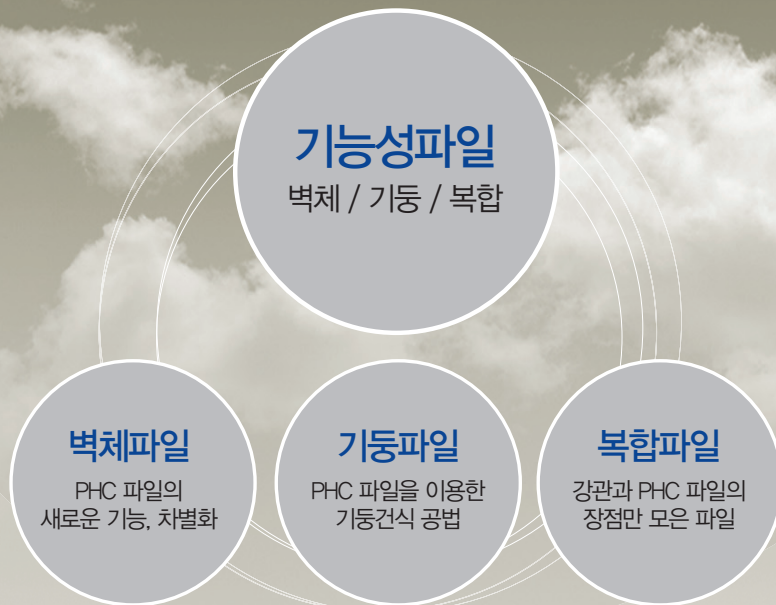 기능성파일
벽체 / 기둥 / 복합
벽체파일
PHC 파일의
새로운 기능, 차별화
기둥파일
PHC 파일을 이용한
기둥건식 공법
복합파일
강관과 PHC 파일의
장점만 모은 파일